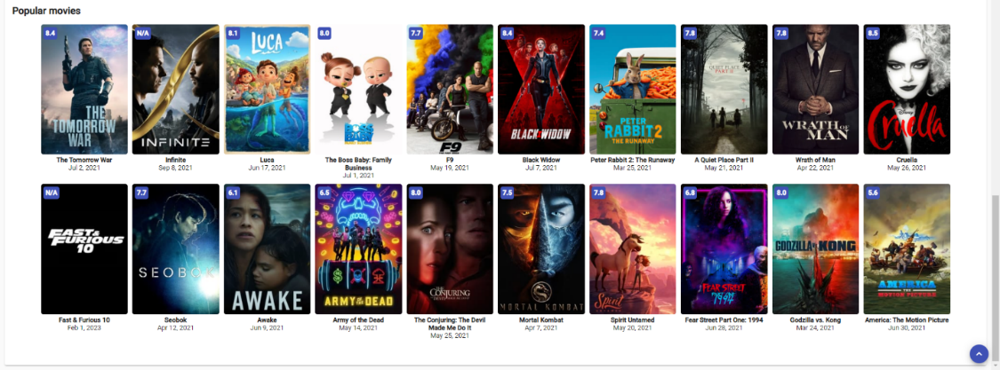 Popular movies
8.4
N/A
8.1
8.0
7.7
8.4
7.4
7.8
7.8
8.5
THE
TOMORROW
WAR
INFINITE
LUCA
BOSS
BABY
F9
BLACK WIDOW
PETER
RABBIT 2
THE RUNAWAY
A QUIET PLACE
PART II
WRATH OF
MAN
Disney
Cruella
The Tomorrow War
Jul 2, 2021
Infinite
Sep 8, 2021
Luca
Jun 17, 2021
The Boss Baby: Family
Business
Jul 1, 2021
F9
May 19, 2021
Black Widow
Jul 7, 2021
Peter Rabbit 2: The Runaway
Mar 25, 2021
A Quiet Place Part II
May 21, 2021
Wrath of Man
Apr 22, 2021
Cruella
May 26, 2021
N/A
7.7
6.1
6.5
8.0
7.5
7.8
6.8
8.0
5.6
FAST &
FURIOUS
10
SEOBOK
AWAKE
ARMY OF THE DEAD
THE
CONJURING
MORTAL KOMBAT
Spirit
FEAR STREET
1994
GODZILLA VS. KONG
AMERICA
THE
MOTION PICTURE
Fast & Furious 10
Feb 1, 2023
Seobok
Apr 12, 2021
Awake
Jun 9, 2021
Army of the Dead
May 14, 2021
The Conjuring: The Devil
Made Me Do It
May 25, 2021
Mortal Kombat
Apr 7, 2021
Spirit Untamed
May 20, 2021
Fear Street Part One: 1994
Jun 28, 2021
Godzilla vs. Kong
Mar 24, 2021
America: The Motion Picture
Jun 30, 2021